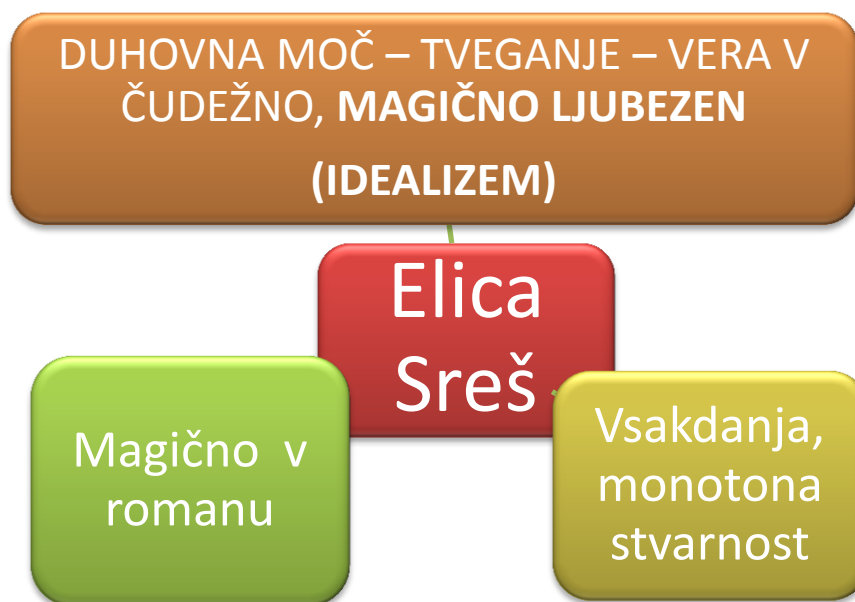 DUHOVNA MOČ – TVEGANJE – VERA V
ČUDEŽNO, MAGIČNO LJUBEZEN
(IDEALIZEM)
Elica
Sreš
Magično v
romanu
Vsakdanja,
monotona
stvarnost